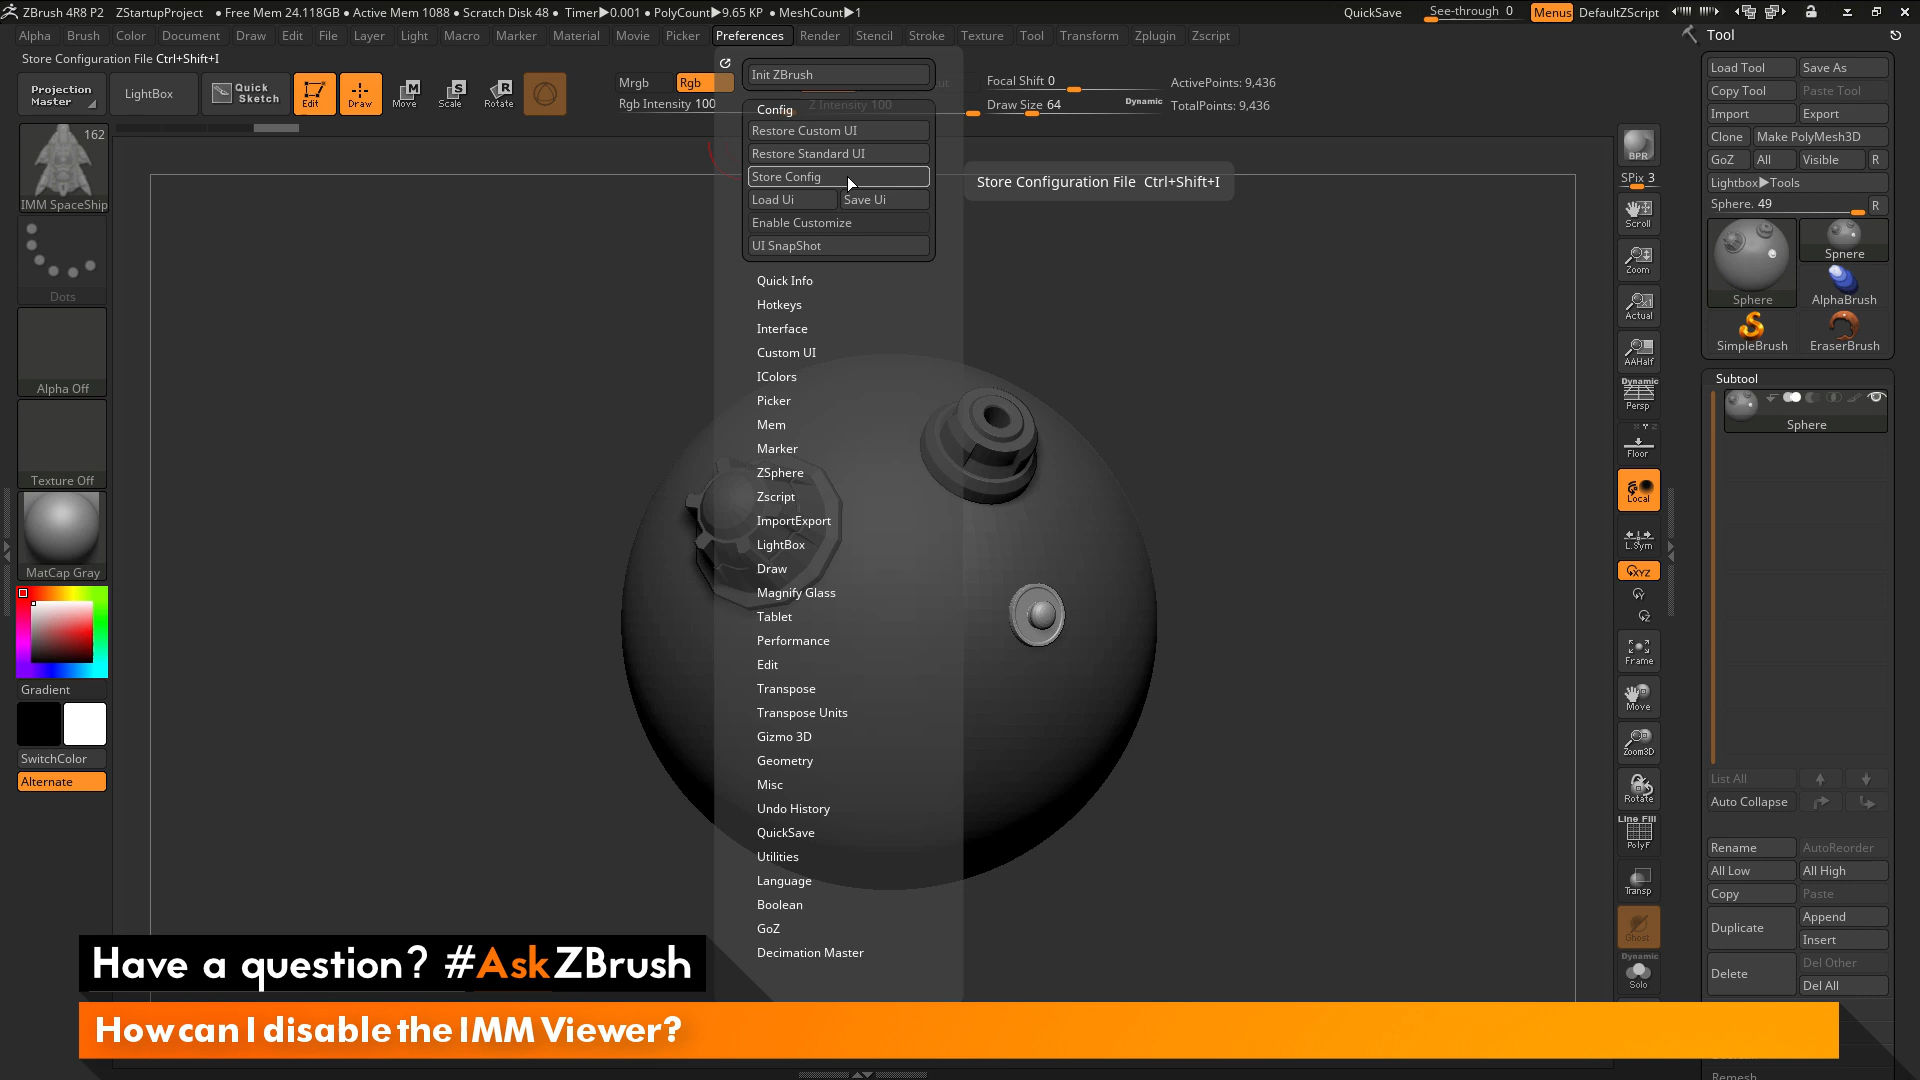 ZBrush 4R8 P2 ZStartupProject • Free Mem 24.118GB • Active Mem 1088 • Scratch Disk 48 • Timer▶0.001 • PolyCount▶9.65 KP • MeshCount▶1 QuickSave See-through 0 Menus DefaultZScript
Alpha Brush Color Document Draw Edit File Layer Light Macro Marker Material Movie Picker Preferences Render Stencil Stroke Texture Tool Transform Zplugin Zscript
Store Configuration File Ctrl+Shift+I
Projection Master
LightBox
Quick Sketch
Edit
Draw
Move
Scale
Rotate
Mrgb
Rgb
Rgb Intensity 100
Z Intensity 100
Focal Shift 0
Draw Size 64
Dynamic
ActivePoints: 9,436
TotalPoints: 9,436
162
IMM SpaceShip
Dots
Alpha Off
Texture Off
MatCap Gray
Gradient
SwitchColor
Alternate
Init ZBrush
Config
Restore Custom UI
Restore Standard UI
Store Config
Load Ui Save Ui
Enable Customize
UI SnapShot
Store Configuration File Ctrl+Shift+I
Quick Info
Hotkeys
Interface
Custom UI
IColors
Picker
Mem
Marker
ZSphere
Zscript
ImportExport
LightBox
Draw
Magnify Glass
Tablet
Performance
Edit
Transpose
Transpose Units
Gizmo 3D
Geometry
Misc
Undo History
QuickSave
Utilities
Language
Boolean
GoZ
Decimation Master
BPR
SPix 3
Scroll
Zoom
Actual
AAHalf
Dynamic
Persp
Floor
Local
L.Sym
XYZ
Y
Z
Frame
Move
Zoom3D
Rotate
Line Fill
PolyF
Transp
Ghost
Dynamic
Solo
Tool
Load Tool Save As
Copy Tool Paste Tool
Import Export
Clone Make PolyMesh3D
GoZ All Visible R
Lightbox▶Tools
Sphere. 49 R
Sphere
Sphere
AlphaBrush
SimpleBrush
EraserBrush
Subtool
Sphere
List All
Auto Collapse
Rename AutoReorder
All Low All High
Copy Paste
Duplicate Append
Insert
Delete Del Other
Del All
Remesh
Have a question? #AskZBrush
How can I disable the IMM Viewer?